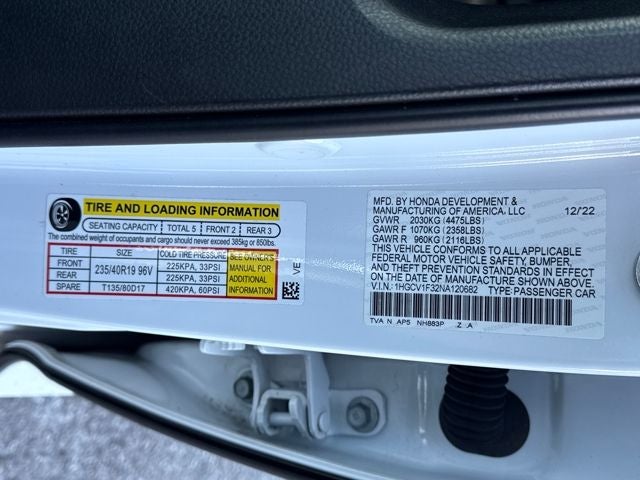 TIRE AND LOADING INFORMATION
SEATING CAPACITY TOTAL 5 FRONT 2 REAR 3
The combined weight of occupants and cargo should never exceed 385kg or 850lbs.
TIRE SIZE COLD TIRE PRESSURE SEE OWNER'S
FRONT 235/40R19 96V 225KPA, 33PSI MANUAL FOR
REAR 225KPA, 33PSI ADDITIONAL
SPARE T135/80D17 420KPA, 60PSI INFORMATION
VE
MFD. BY HONDA DEVELOPMENT &
MANUFACTURING OF AMERICA, LLC 12/22
GVWR 2030KG (4475LBS)
GAWR F 1070KG (2358LBS)
GAWR R 960KG (2116LBS)
THIS VEHICLE CONFORMS TO ALL APPLICABLE
FEDERAL MOTOR VEHICLE SAFETY, BUMPER,
AND THEFT PREVENTION STANDARDS IN EFFECT
ON THE DATE OF MANUFACTURE SHOWN ABOVE.
V.I.N.: 1HGCV1F32NA120682 TYPE PASSENGER CAR
TVA N AP5 NH883P Z A